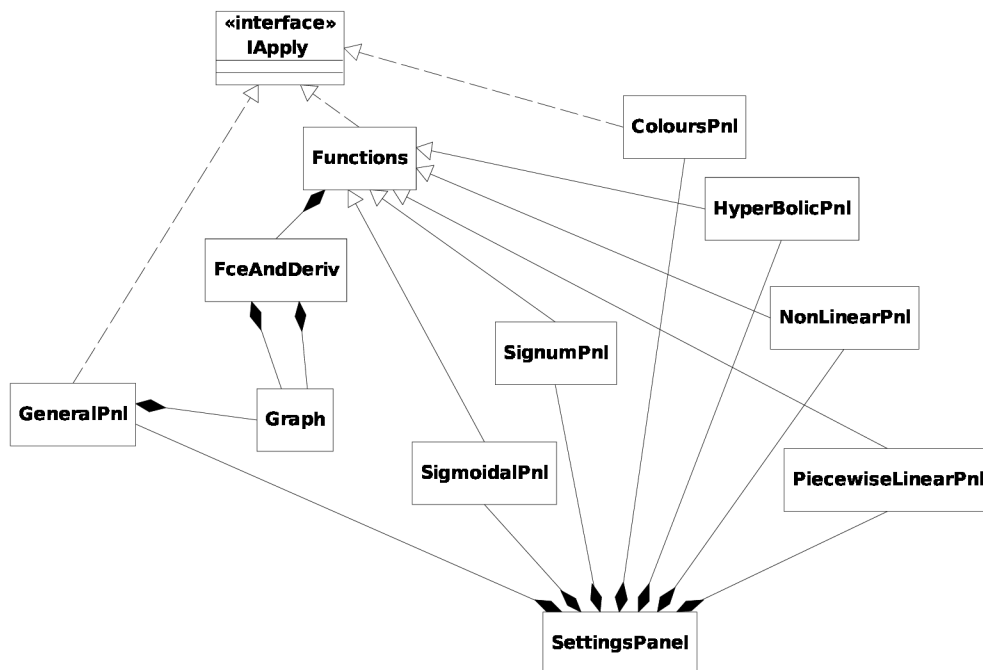 «interface»
IApply
ColoursPnl
Functions
HyperBolicPnl
FceAndDeriv
NonLinearPnl
SignumPnl
GeneralPnl
Graph
SigmoidalPnl
PiecewiseLinearPnl
SettingsPanel